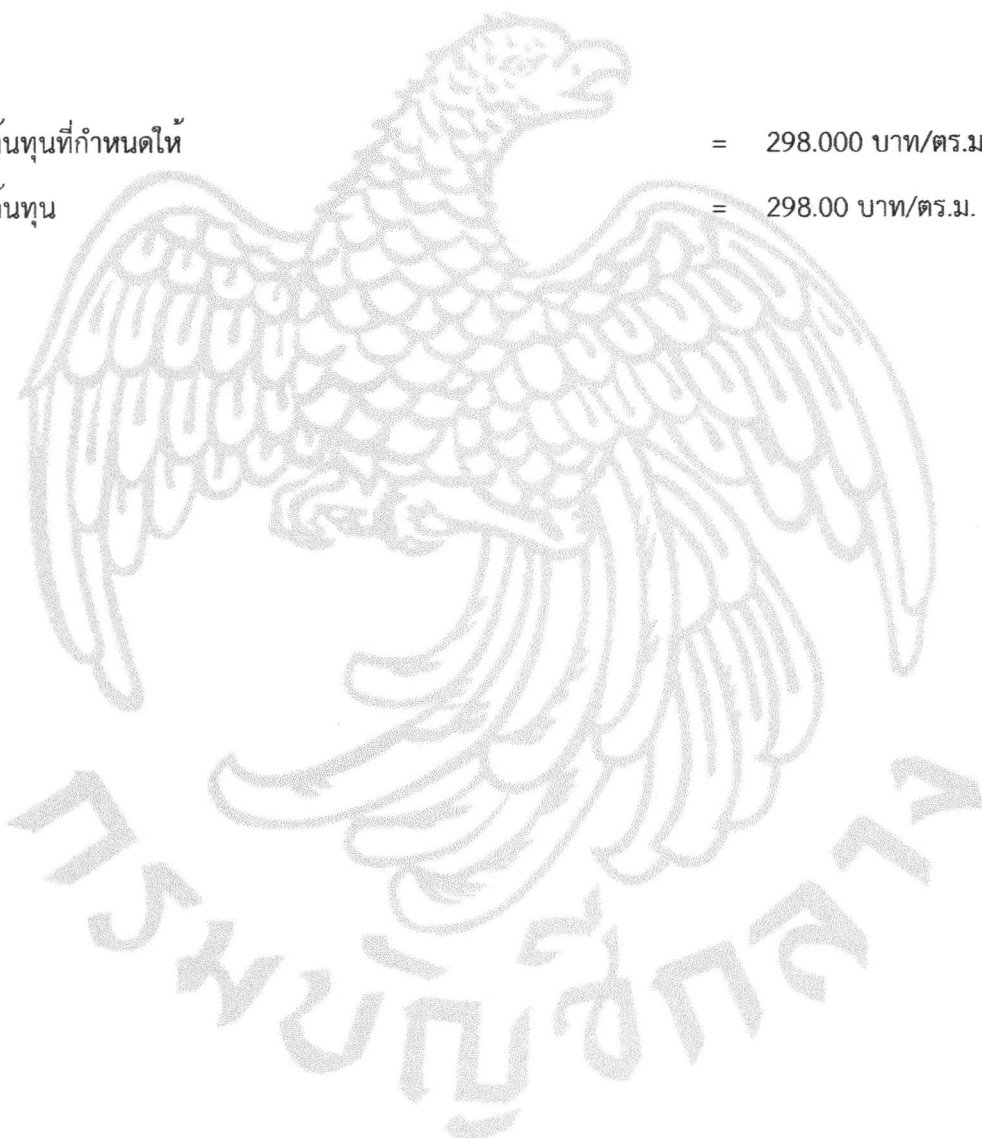 ้นทุนที่กำหนดให้ = 298.000 บาท/ตร.ม
้นทุน = 298.00 บาท/ตร.ม.
กรมบัญชีกลาง